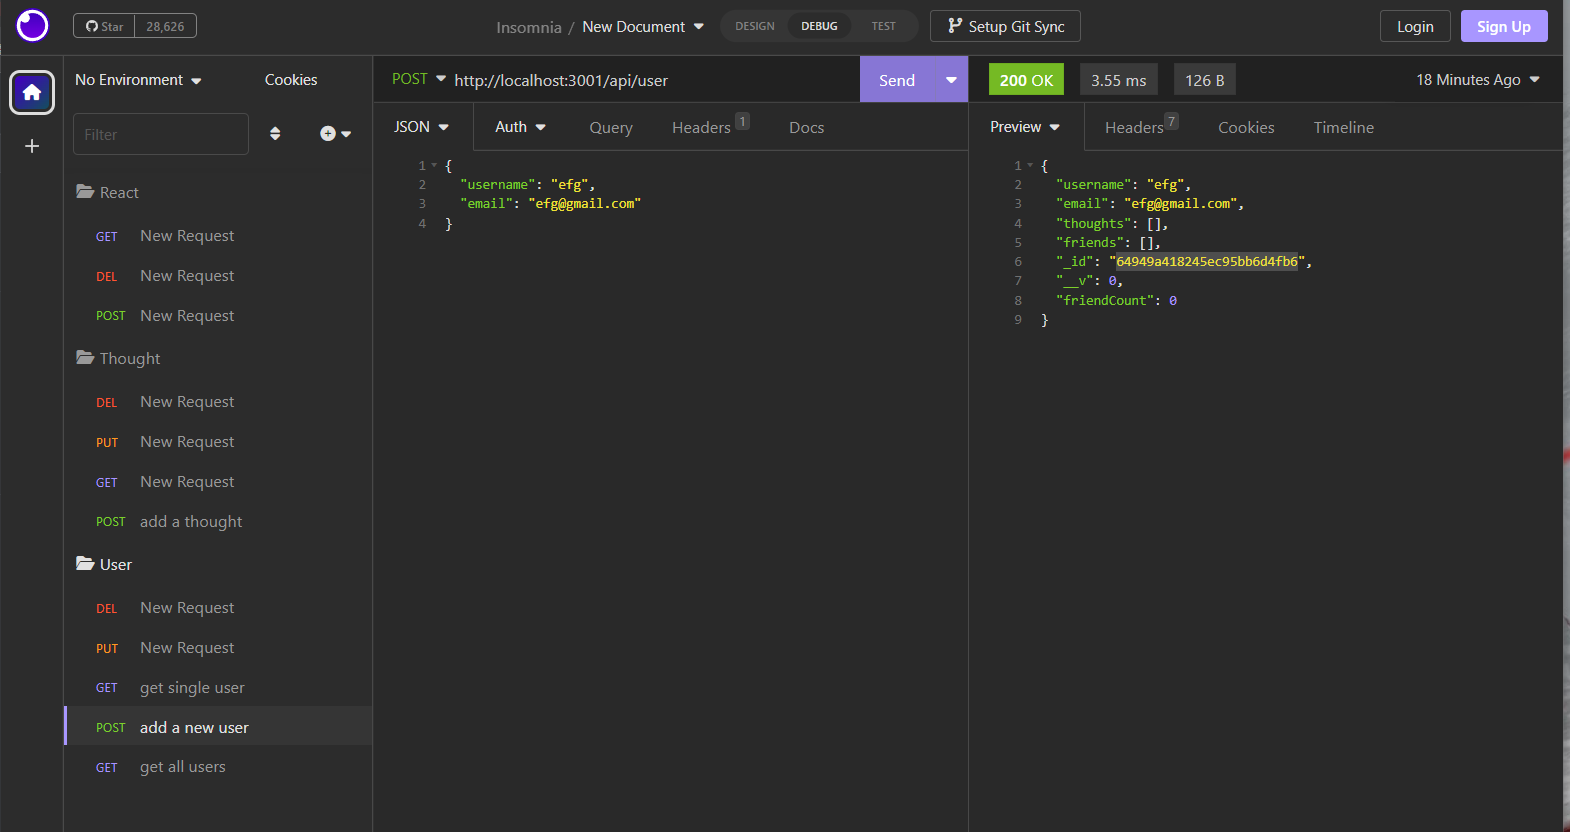 Star 28,626
Insomnia / New Document
DESIGN DEBUG TEST
Setup Git Sync
Login
Sign Up
No Environment
Cookies
Filter
React
GET New Request
DEL New Request
POST New Request
Thought
DEL New Request
PUT New Request
GET New Request
POST add a thought
User
DEL New Request
PUT New Request
GET get single user
POST add a new user
GET get all users
POST http://localhost:3001/api/user
Send
JSON Auth Query Headers 1 Docs
1 {
2 "username": "efg",
3 "email": "efg@gmail.com"
4 }
200 OK 3.55 ms 126 B 18 Minutes Ago
Preview Headers 7 Cookies Timeline
1 {
2 "username": "efg",
3 "email": "efg@gmail.com",
4 "thoughts": [],
5 "friends": [],
6 "_id": "64949a418245ec95bb6d4fb6",
7 "__v": 0,
8 "friendCount": 0
9 }